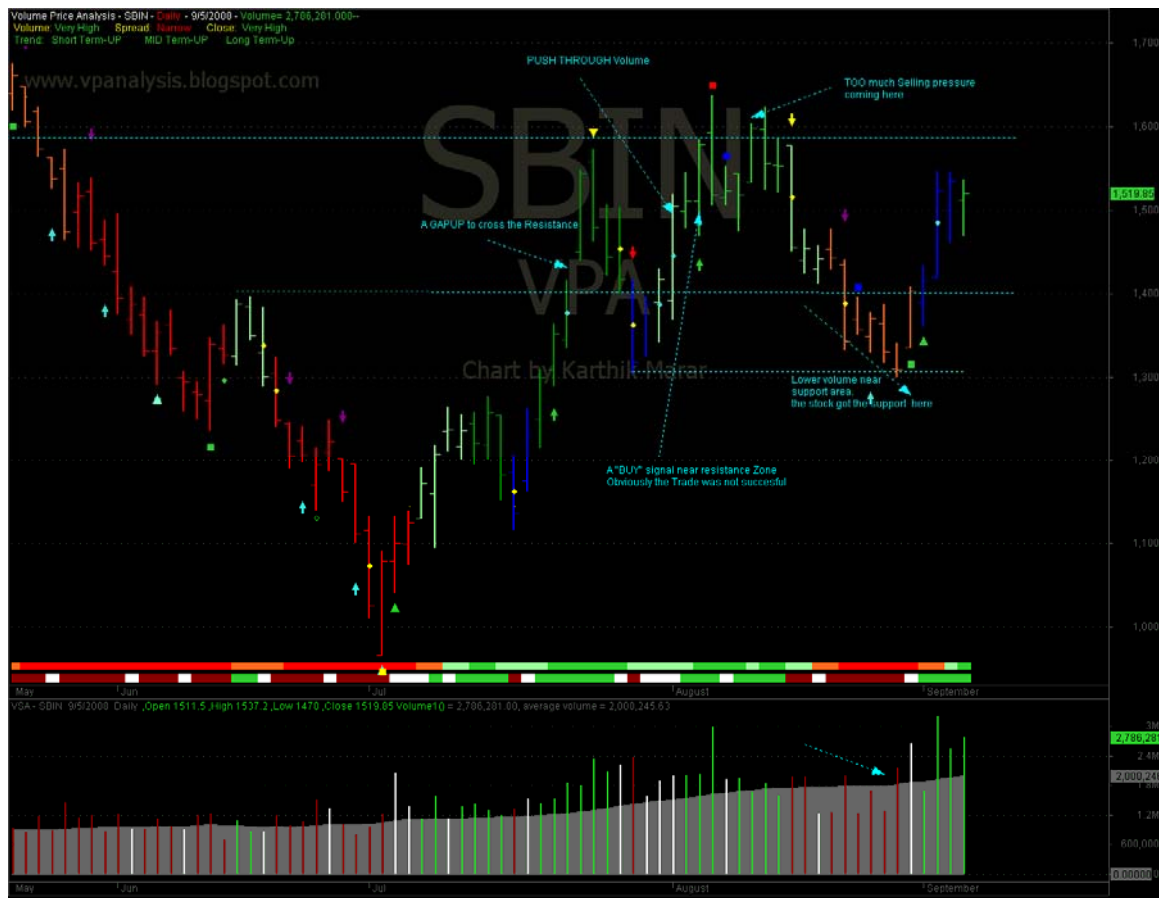 Volume Price Analysis - SBIN - Daily - 9/5/2008 - Volume= 2,786,281.000--
Volume: Very High Spread: Narrow Close: Very High
Trend: Short Term-UP MID Term-UP Long Term-Up
www.vpanalysis.blogspot.com
SBIN
VPA
Chart by Karthik Marar
PUSH THROUGH Volume
TOO much Selling pressure
coming here
A GAPUP to cross the Resistance
Lower volume near
support area.
the stock got the support here
A "BUY" signal near resistance Zone
Obviously the Trade was not succesful
1,700
1,600
1,519.85
1,500
1,400
1,300
1,200
1,100
1,000
May Jun Jul August September
VSA - SBIN 9/5/2008 Daily ,Open 1511.5 ,High 1537.2 ,Low 1470 ,Close 1519.85 Volume1() = 2,786,281.00, average volume = 2,000,245.63
3M
2,786,281
2.4M
2,000,246
1.8M
1.2M
600,000
0.00000
May Jun Jul August September